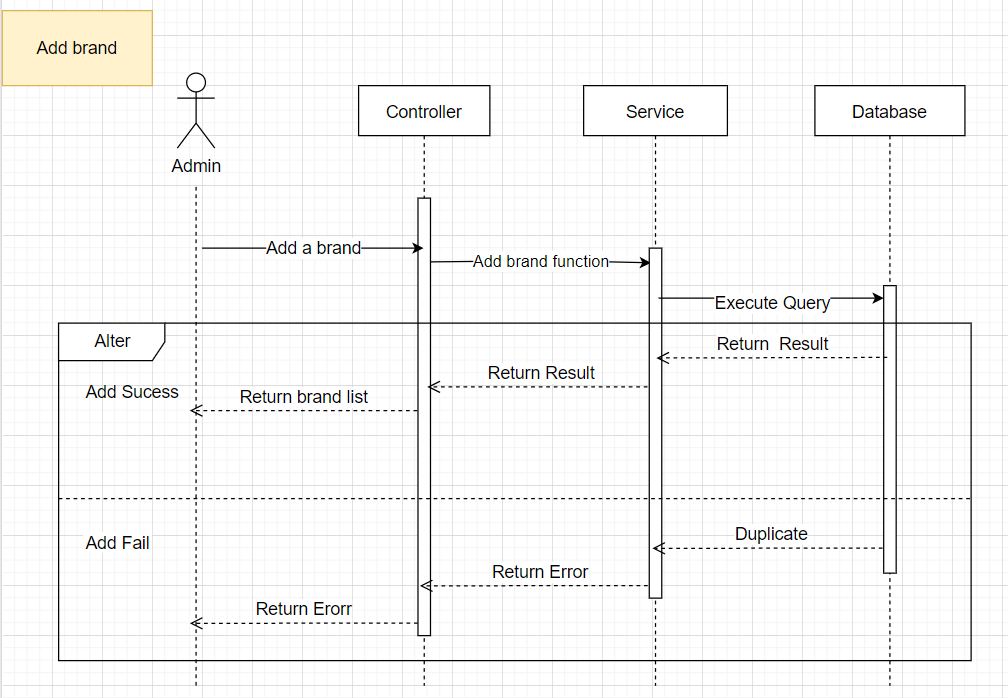 Add brand
Admin
Controller
Service
Database
Add a brand
Add brand function
Execute Query
Alter
Return  Result
Return Result
Add Sucess
Return brand list
Duplicate
Add Fail
Return Error
Return Erorr